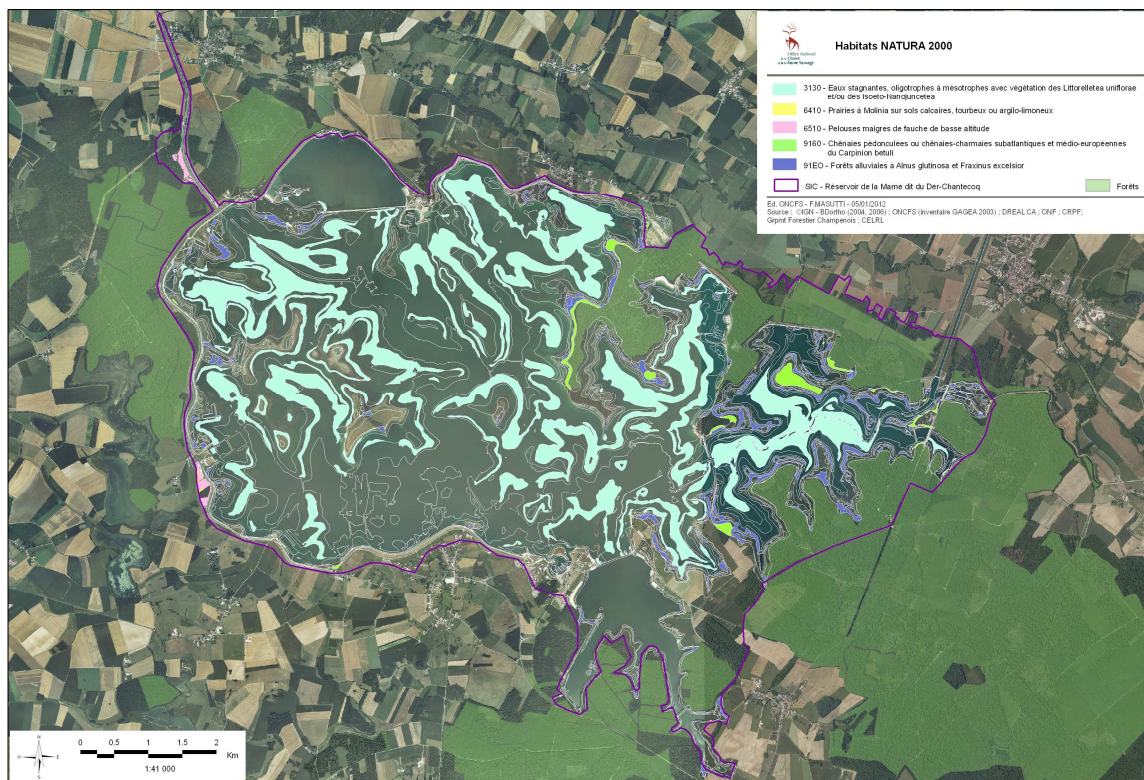 Habitats NATURA 2000
Office National
de la Chasse
et de la Faune Sauvage
3130 - Eaux stagnantes, oligotrophes à mésotrophes avec végétation des Littorelletea uniflorae
et/ou des Isoeto-Nanojuncetea
6410 - Prairies à Molinia sur sols calcaires, tourbeux ou argilo-limoneux
6510 - Pelouses maigres de fauche de basse altitude
9160 - Chênaies pédonculées ou chênaies-charmaies subatlantiques et médio-européennes
du Carpinion betuli
91EO - Forêts alluviales à Alnus glutinosa et Fraxinus excelsior
SIC - Réservoir de la Marne dit du Der-Chantecoq
Forêts
Ed. ONCFS - F.MASUTTI - 05/01/2012
Source : ©IGN - BDortho (2004, 2006) ; ONCFS (inventaire GAGEA 2003) ; DREAL CA ; ONF ; CRPF;
Grpmt Forestier Champenois ; CELRL
N
W E
S
0 0.5 1 1.5 2
Km
1:41 000